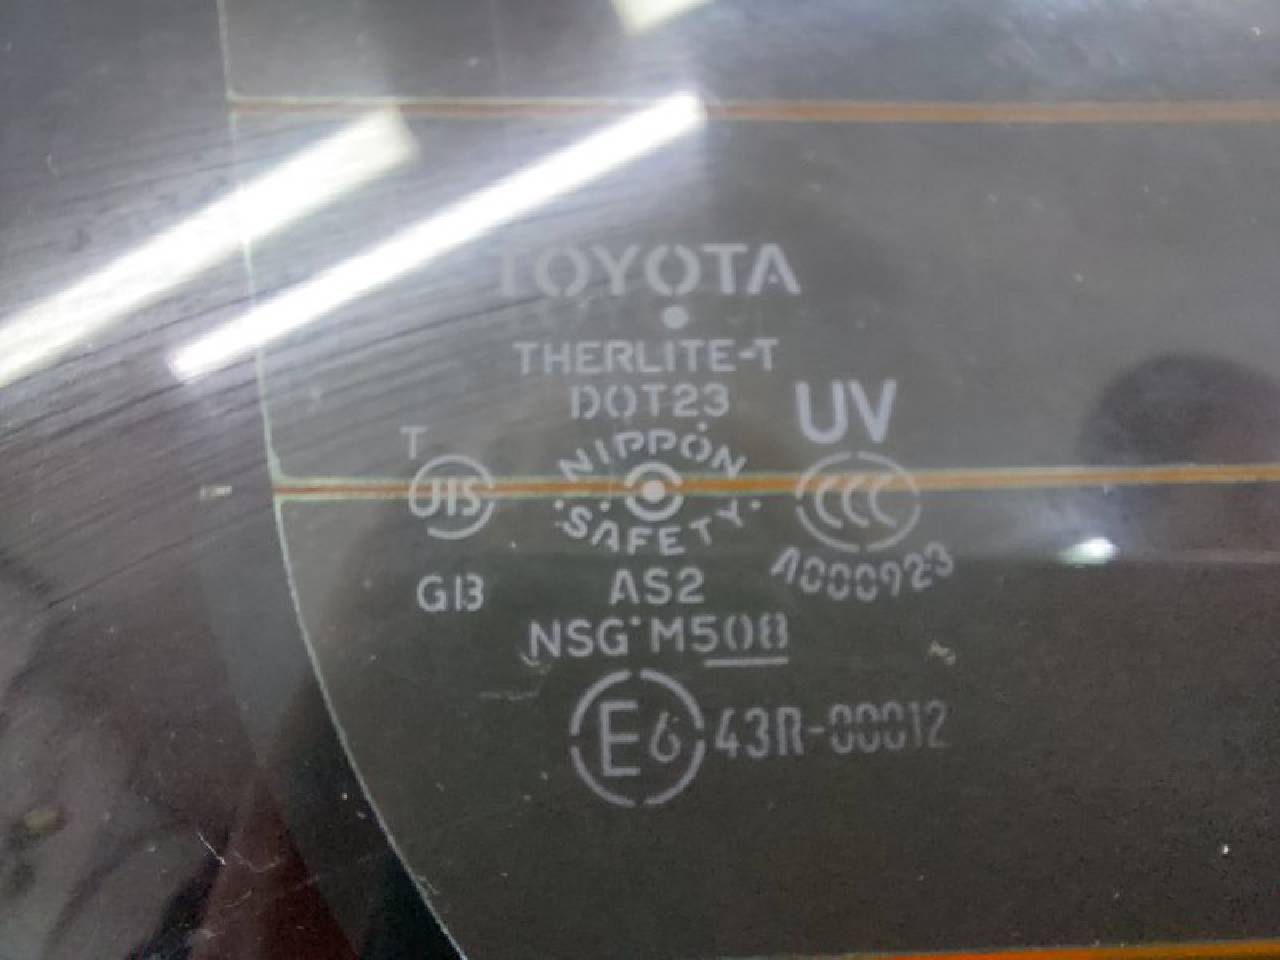 TOYOTA
THERLITE-T
DOT23
UV
T
JIS
NIPPON
SAFETY
CCC
A000923
GB
AS2
NSG M508
E6 43R-00012